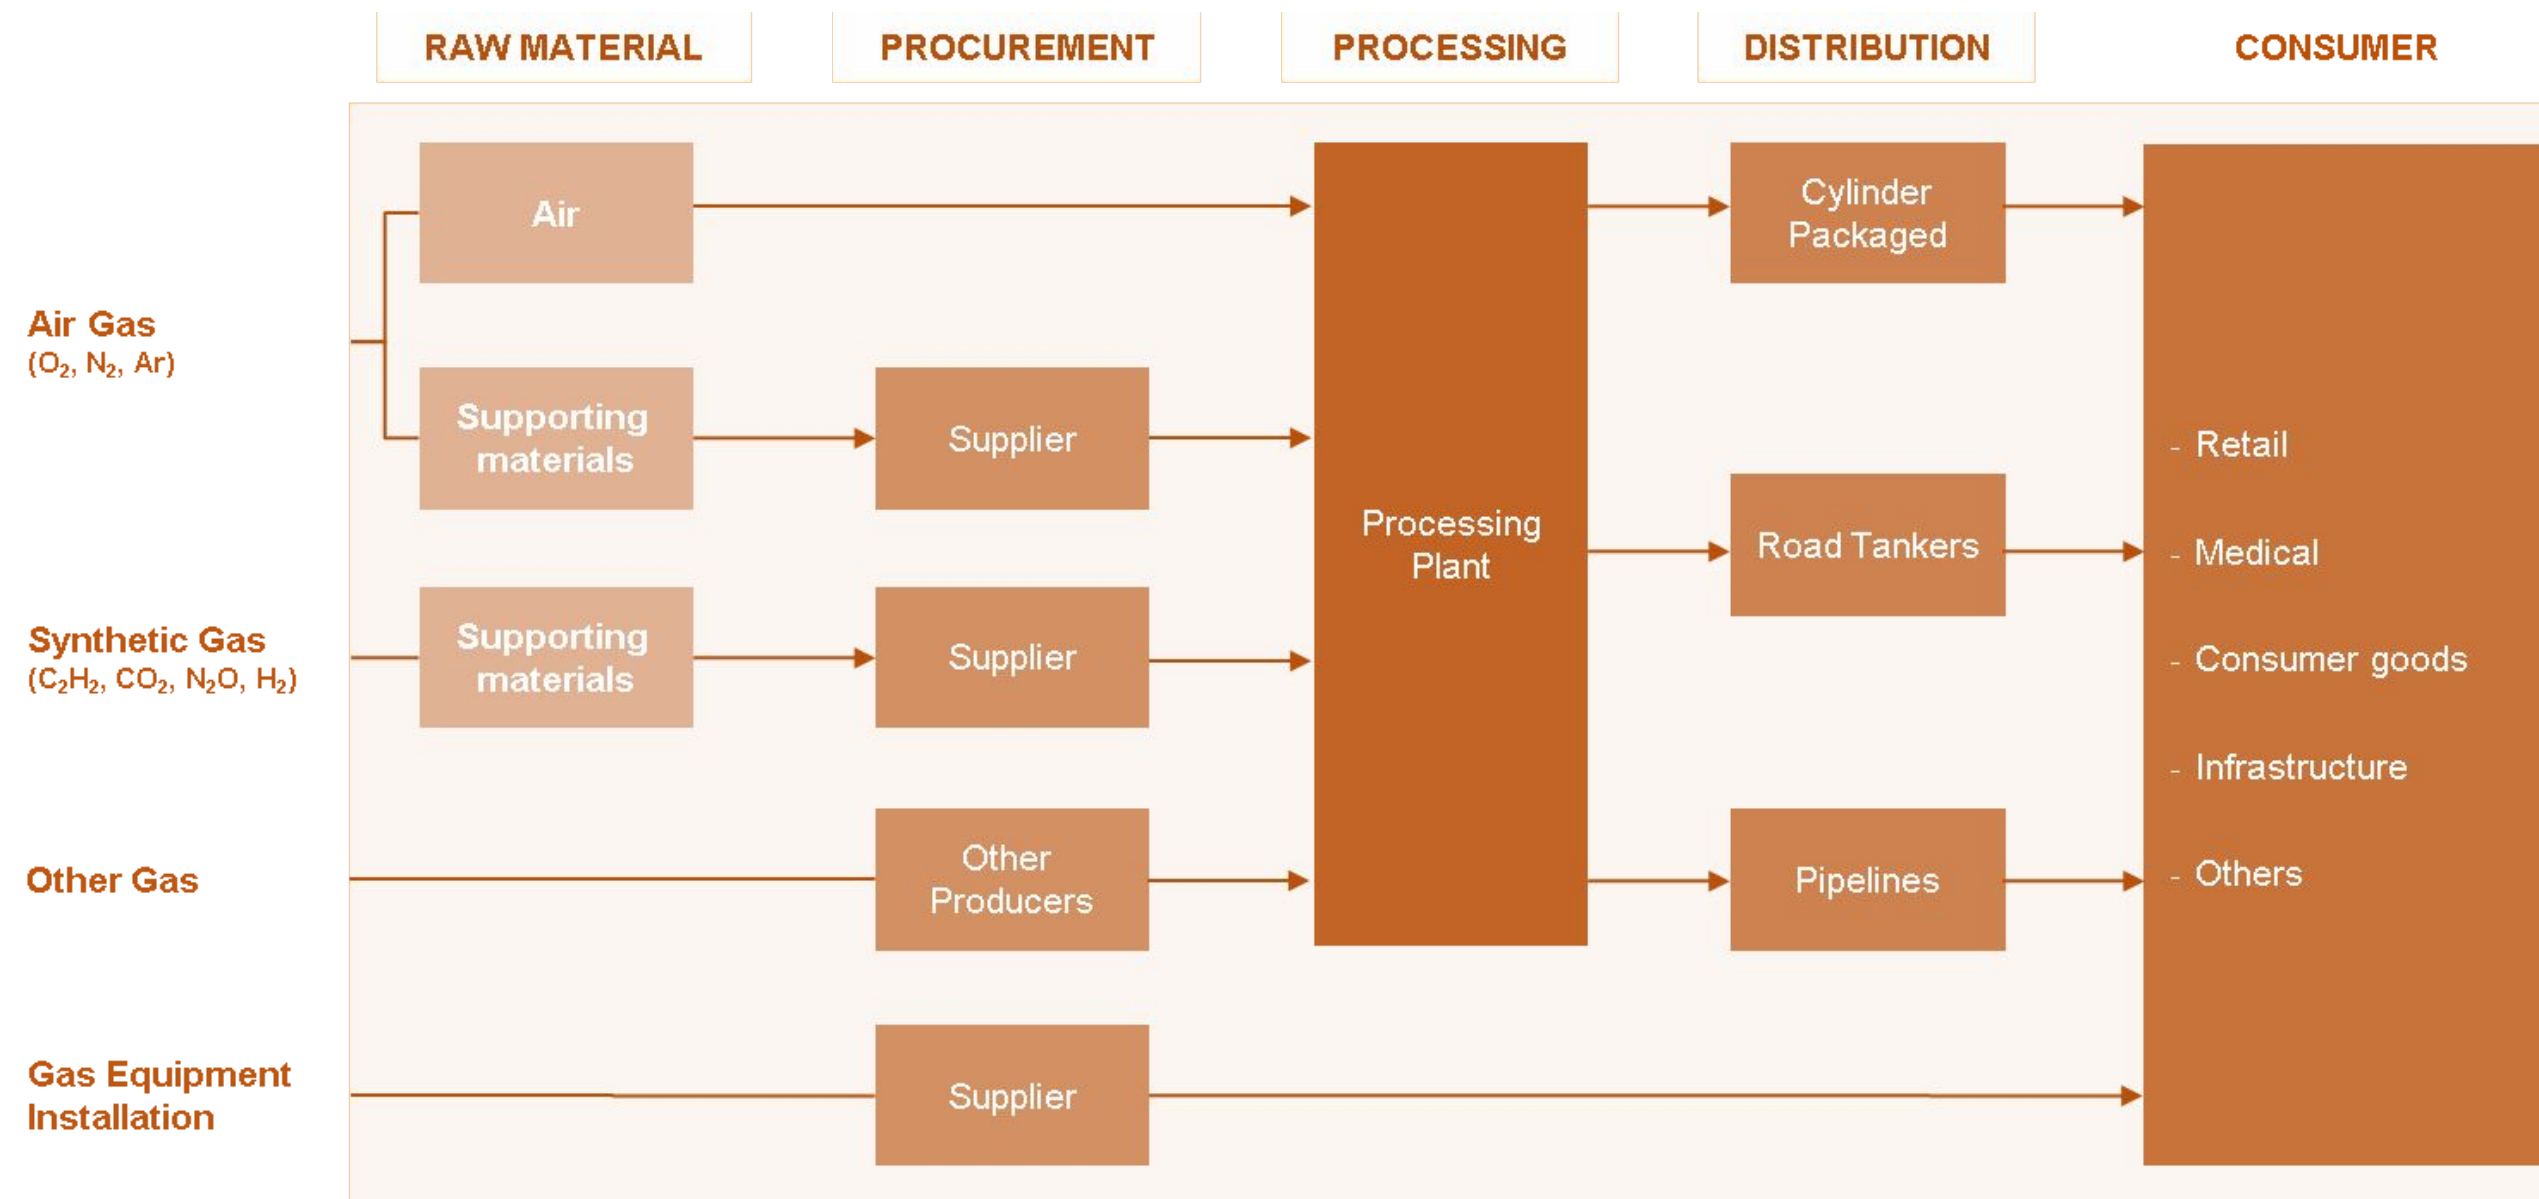 RAW MATERIAL
PROCUREMENT
PROCESSING
DISTRIBUTION
CONSUMER
Air Gas
(O₂, N₂, Ar)
Air
Supporting
materials
Supplier
Synthetic Gas
(C₂H₂, CO₂, N₂O, H₂)
Supporting
materials
Supplier
Other Gas
Other
Producers
Gas Equipment
Installation
Supplier
Processing
Plant
Cylinder
Packaged
Road Tankers
Pipelines
- Retail
- Medical
- Consumer goods
- Infrastructure
- Others